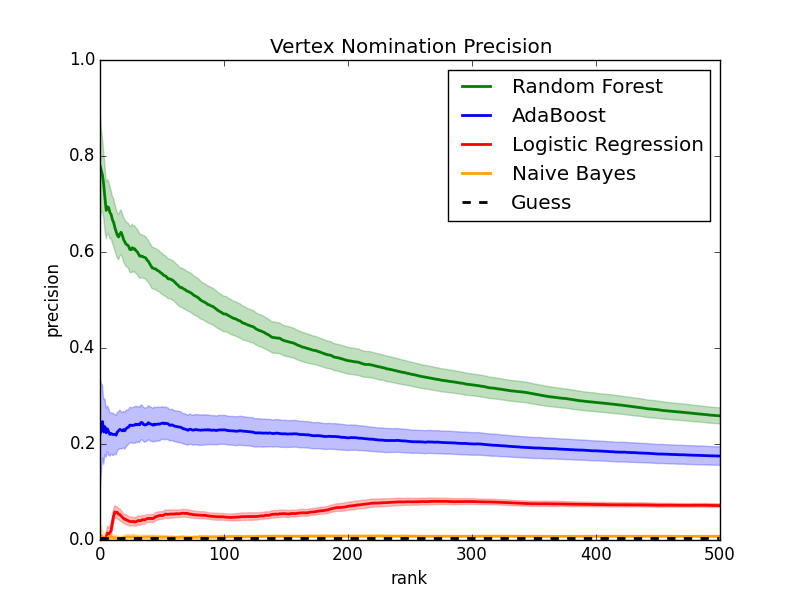 Vertex Nomination Precision
1.0
0.8
0.6
0.4
0.2
0.0
precision
Random Forest
AdaBoost
Logistic Regression
Naive Bayes
Guess
0
100
200
300
400
500
rank